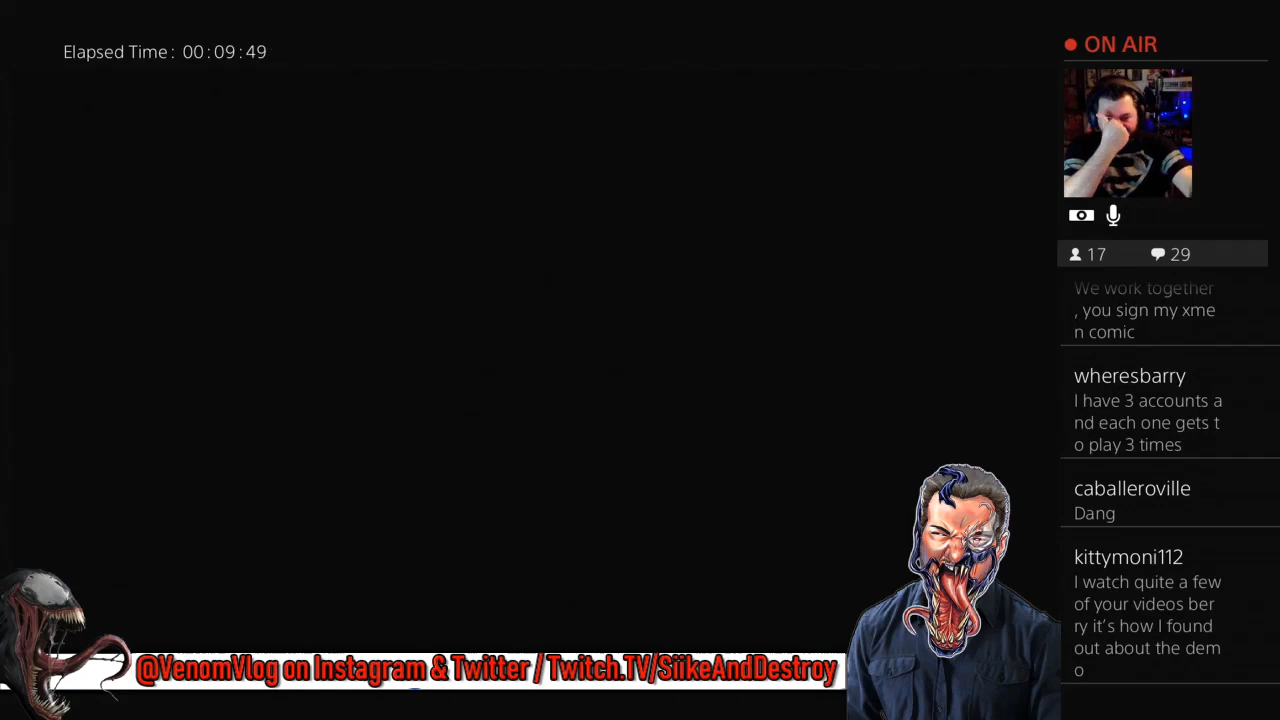 Elapsed Time: 00:09:49
ON AIR
17 29
We work together
, you sign my xme
n comic
wheresbarry
I have 3 accounts a
nd each one gets t
o play 3 times
caballeroville
Dang
kittymoni112
I watch quite a few
of your videos ber
ry it's how I found
out about the dem
o
@VenomVlog on Instagram & Twitter / Twitch.TV/SiikeAndDestroy